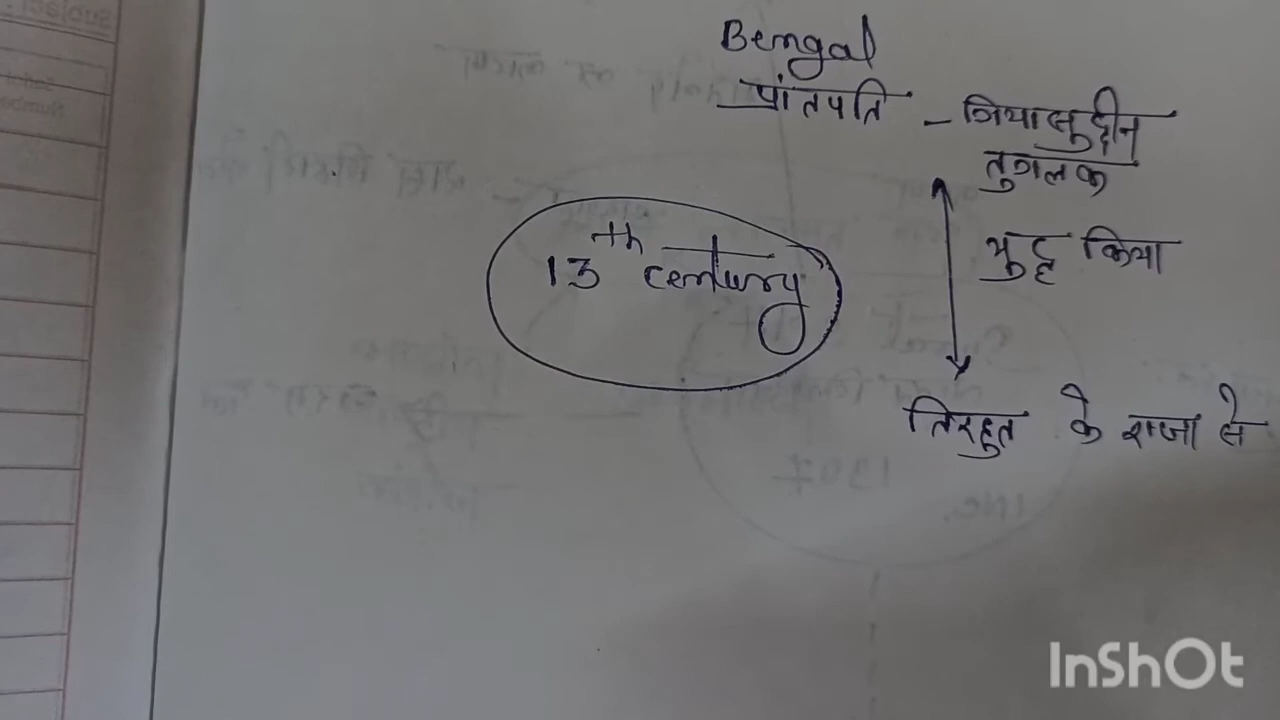 Bengal
प्रांतपति - गियासुद्दीन
तुगलक
युद्ध किया
13th century
तिरहुत के राजा से
InShOt